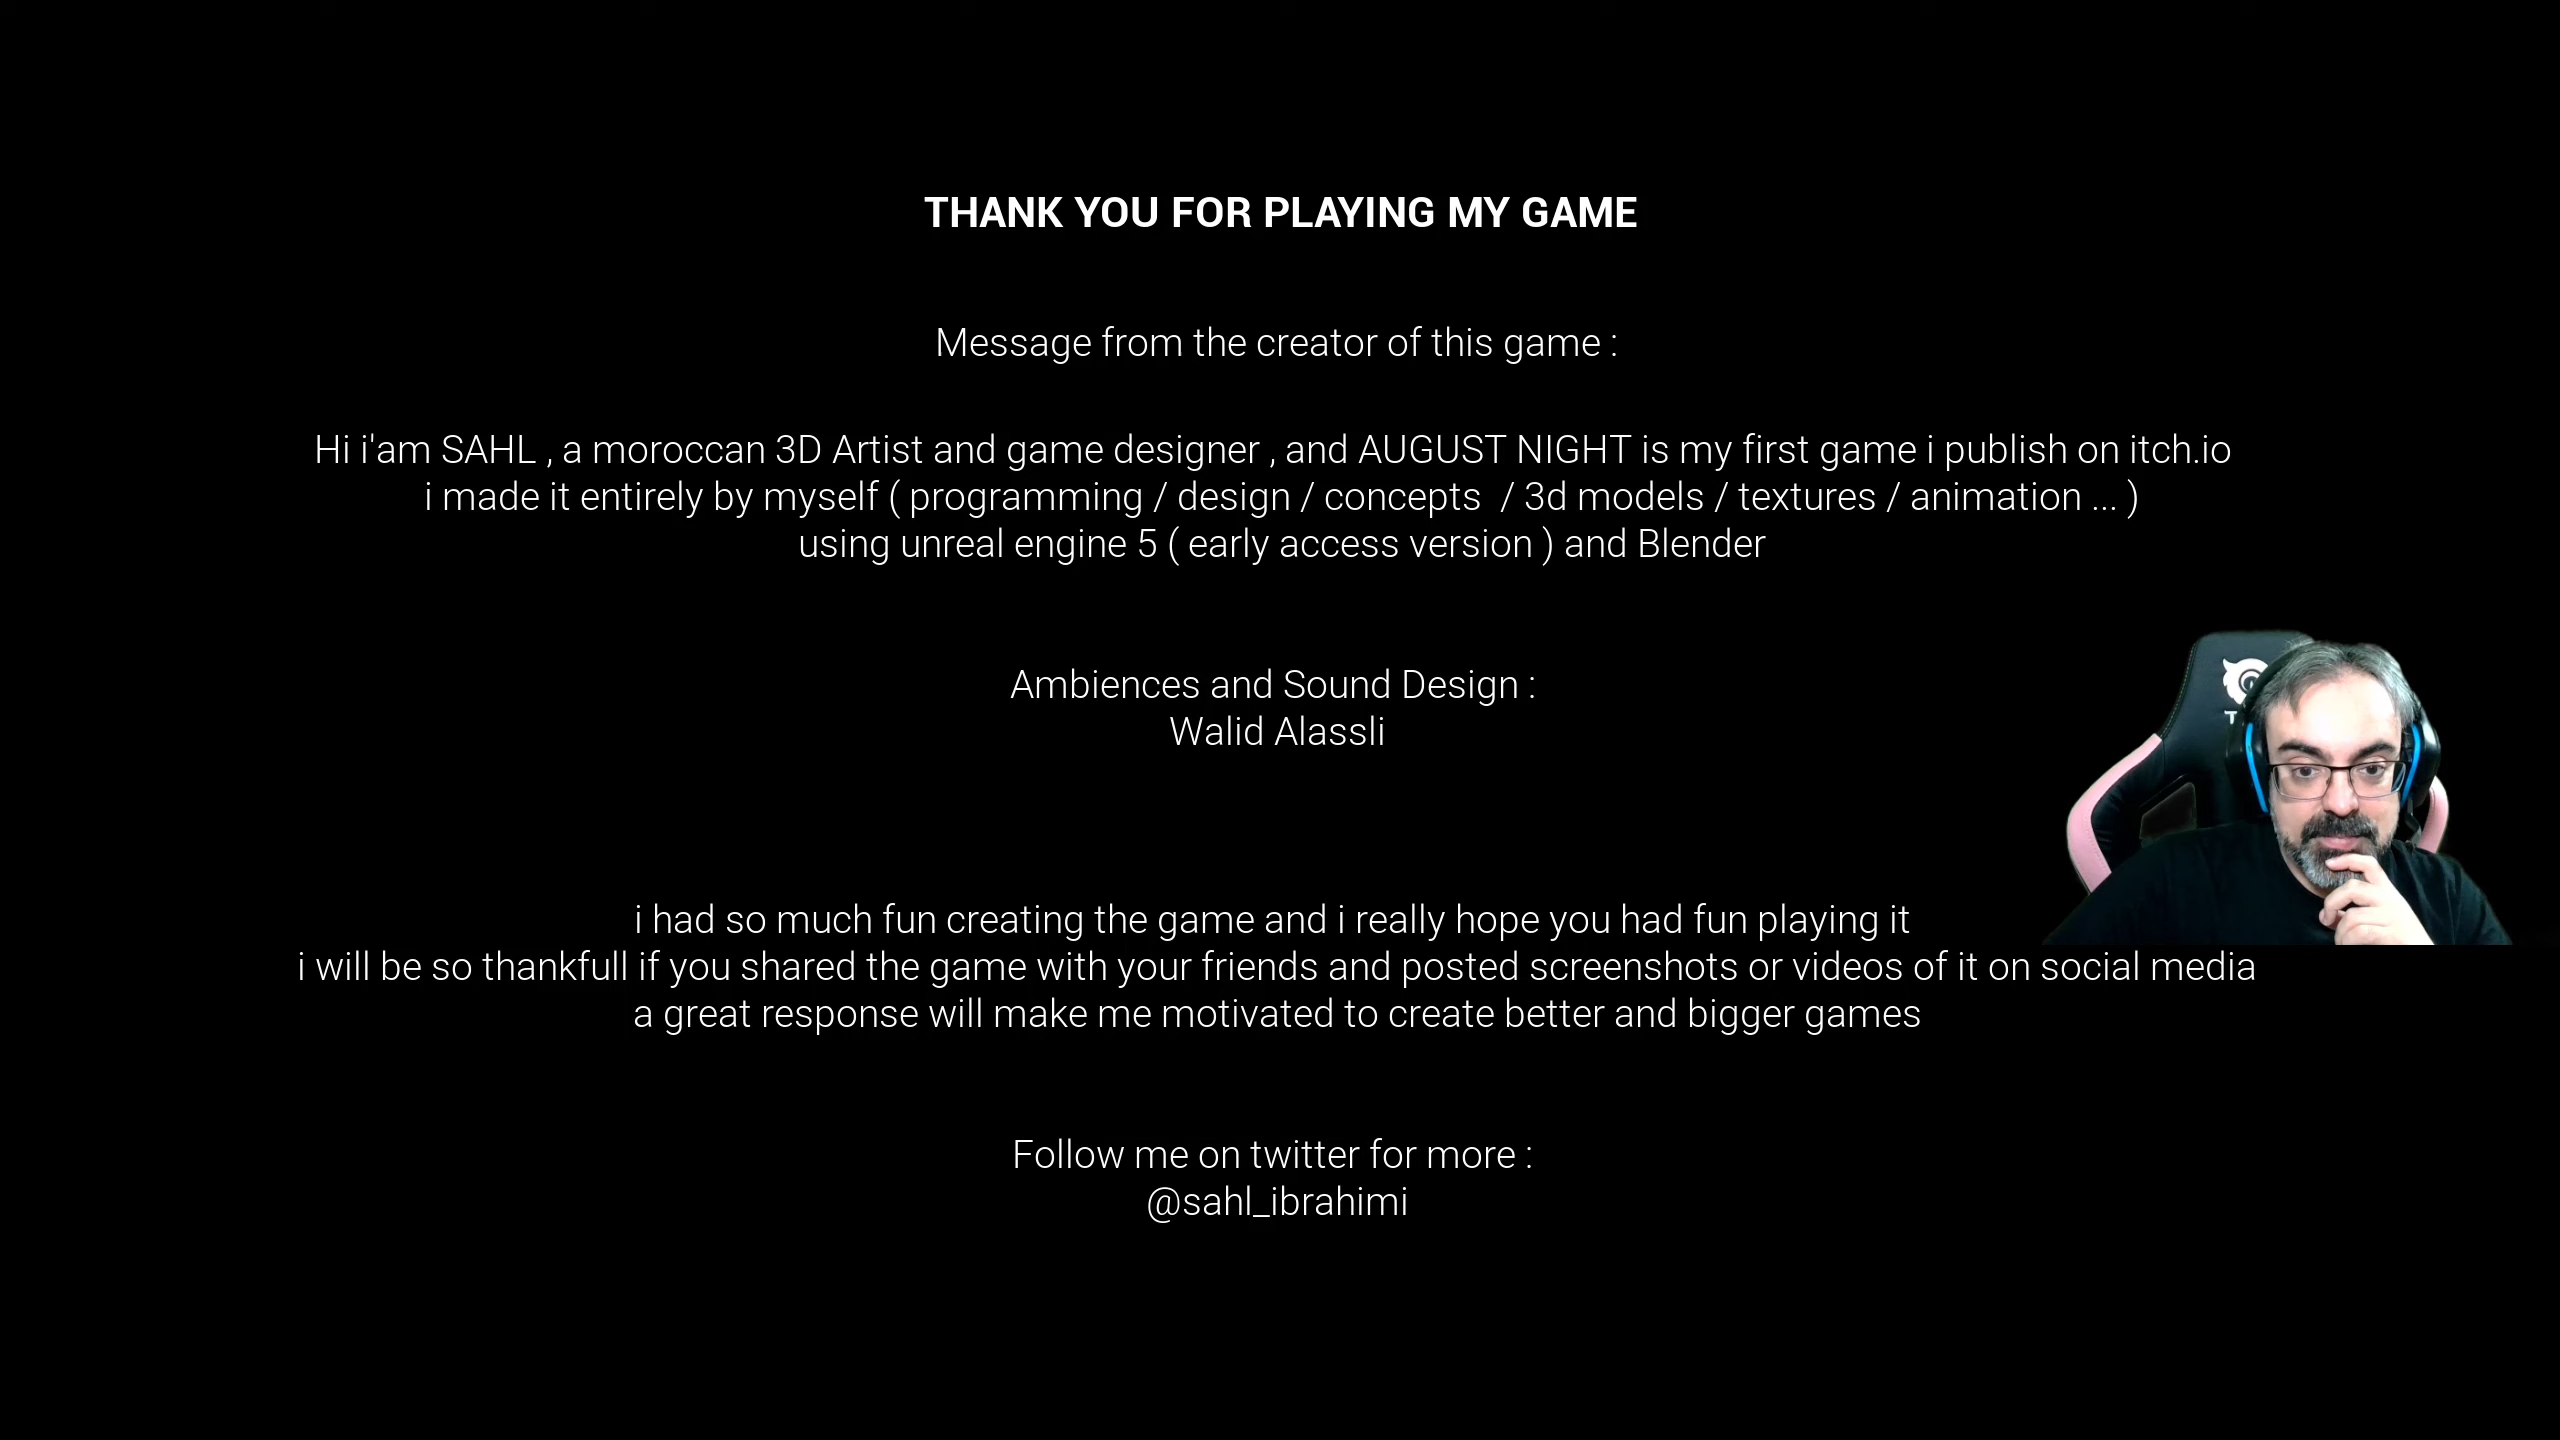 THANK YOU FOR PLAYING MY GAME
Message from the creator of this game :
Hi i'am SAHL , a moroccan 3D Artist and game designer , and AUGUST NIGHT is my first game i publish on itch.io
i made it entirely by myself ( programming / design / concepts  / 3d models / textures / animation ... )
using unreal engine 5 ( early access version ) and Blender
Ambiences and Sound Design :
Walid Alassli
i had so much fun creating the game and i really hope you had fun playing it
i will be so thankfull if you shared the game with your friends and posted screenshots or videos of it on social media
a great response will make me motivated to create better and bigger games
Follow me on twitter for more :
@sahl_ibrahimi